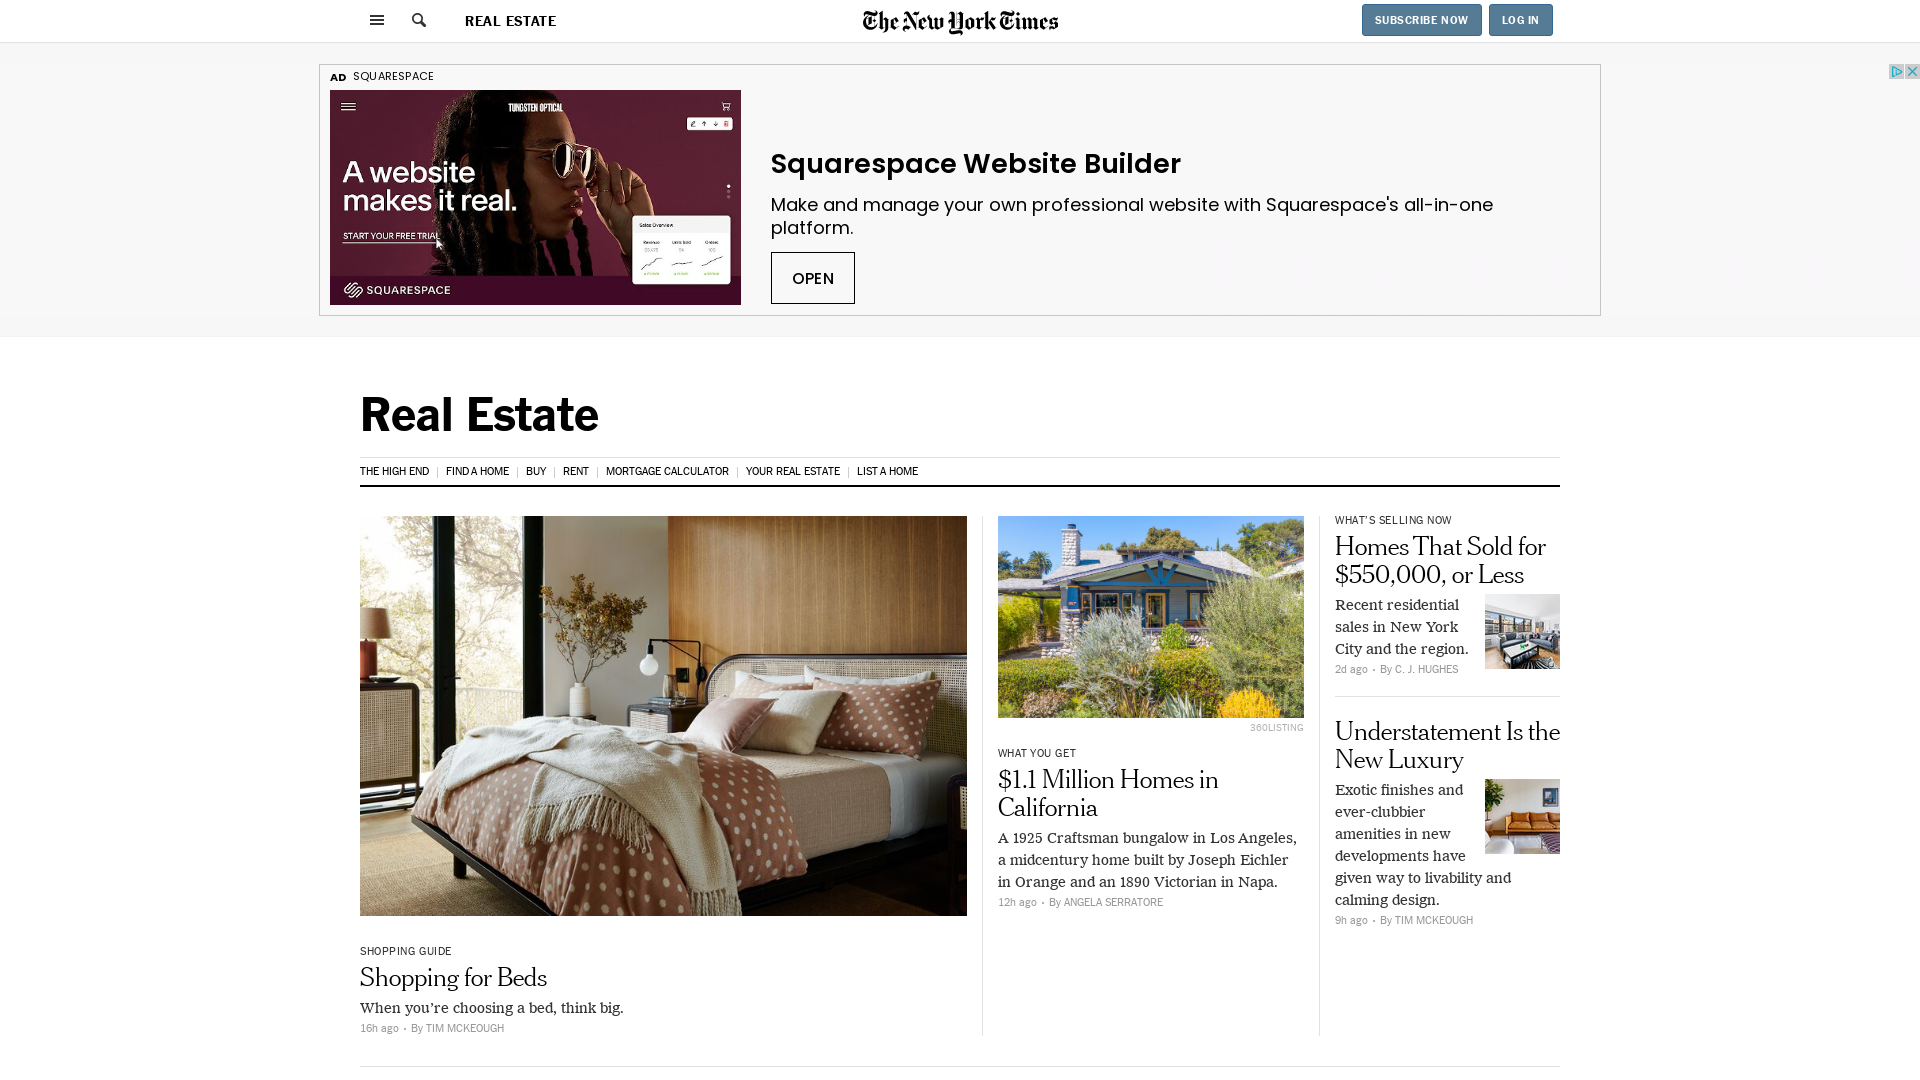 REAL ESTATE
The New York Times
SUBSCRIBE NOW
LOG IN
AD SQUARESPACE
TUNGSTEN OPTICAL
A website
makes it real.
START YOUR FREE TRIAL
Sales Overview
Revenue Units Sold Orders
SQUARESPACE
Squarespace Website Builder
Make and manage your own professional website with Squarespace's all-in-one
platform.
OPEN
Real Estate
THE HIGH END
FIND A HOME
BUY
RENT
MORTGAGE CALCULATOR
YOUR REAL ESTATE
LIST A HOME
SHOPPING GUIDE
Shopping for Beds
When you’re choosing a bed, think big.
16h ago • By TIM MCKEOUGH
360LISTING
WHAT YOU GET
$1.1 Million Homes in
California
A 1925 Craftsman bungalow in Los Angeles,
a midcentury home built by Joseph Eichler
in Orange and an 1890 Victorian in Napa.
12h ago • By ANGELA SERRATORE
WHAT’S SELLING NOW
Homes That Sold for
$550,000, or Less
Recent residential
sales in New York
City and the region.
2d ago • By C. J. HUGHES
Understatement Is the
New Luxury
Exotic finishes and
ever-clubbier
amenities in new
developments have
given way to livability and
calming design.
9h ago • By TIM MCKEOUGH